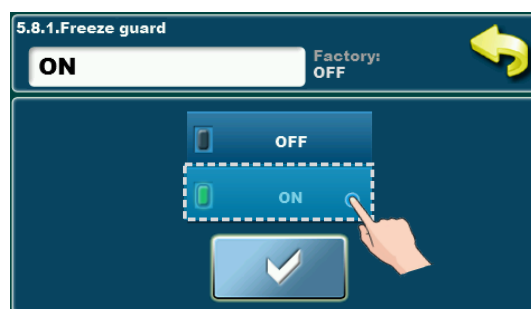 5.8.1.Freeze guard
ON
Factory:
OFF
OFF
ON